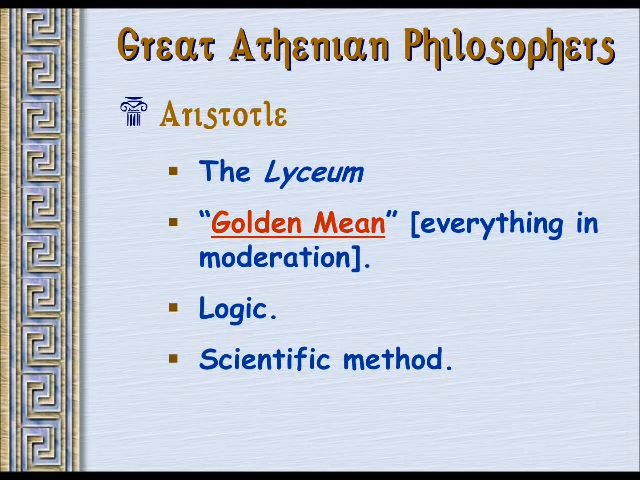 Great Athenian Philosophers
Aristotle
▪ The Lyceum
▪ “Golden Mean” [everything in
moderation].
▪ Logic.
▪ Scientific method.